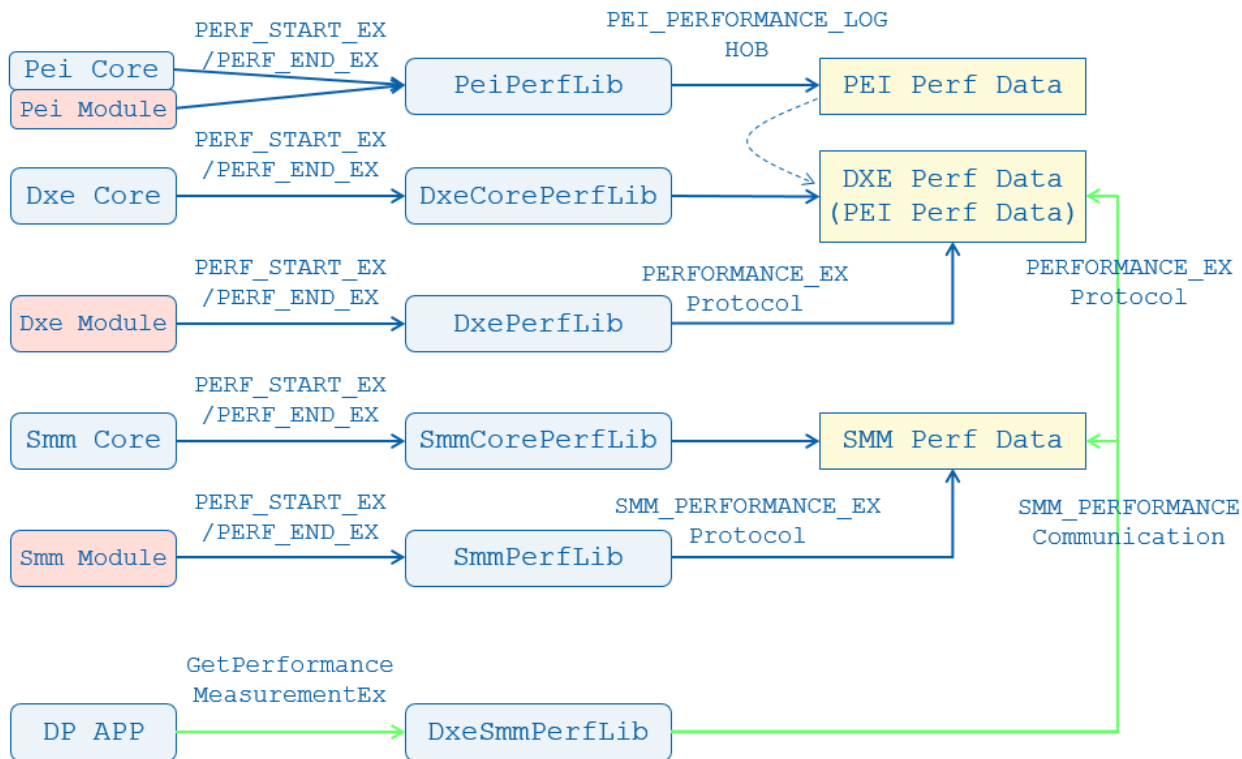 PERF_START_EX
/PERF_END_EX
PEI_PERFORMANCE_LOG
HOB
Pei Core
Pei Module
PeiPerfLib
PEI Perf Data
PERF_START_EX
/PERF_END_EX
Dxe Core
DxeCorePerfLib
DXE Perf Data
(PEI Perf Data)
PERF_START_EX
/PERF_END_EX
PERFORMANCE_EX
Protocol
PERFORMANCE_EX
Protocol
Dxe Module
DxePerfLib
PERF_START_EX
/PERF_END_EX
Smm Core
SmmCorePerfLib
SMM Perf Data
PERF_START_EX
/PERF_END_EX
SMM_PERFORMANCE_EX
Protocol
SMM_PERFORMANCE
Communication
Smm Module
SmmPerfLib
GetPerformance
MeasurementEx
DP APP
DxeSmmPerfLib